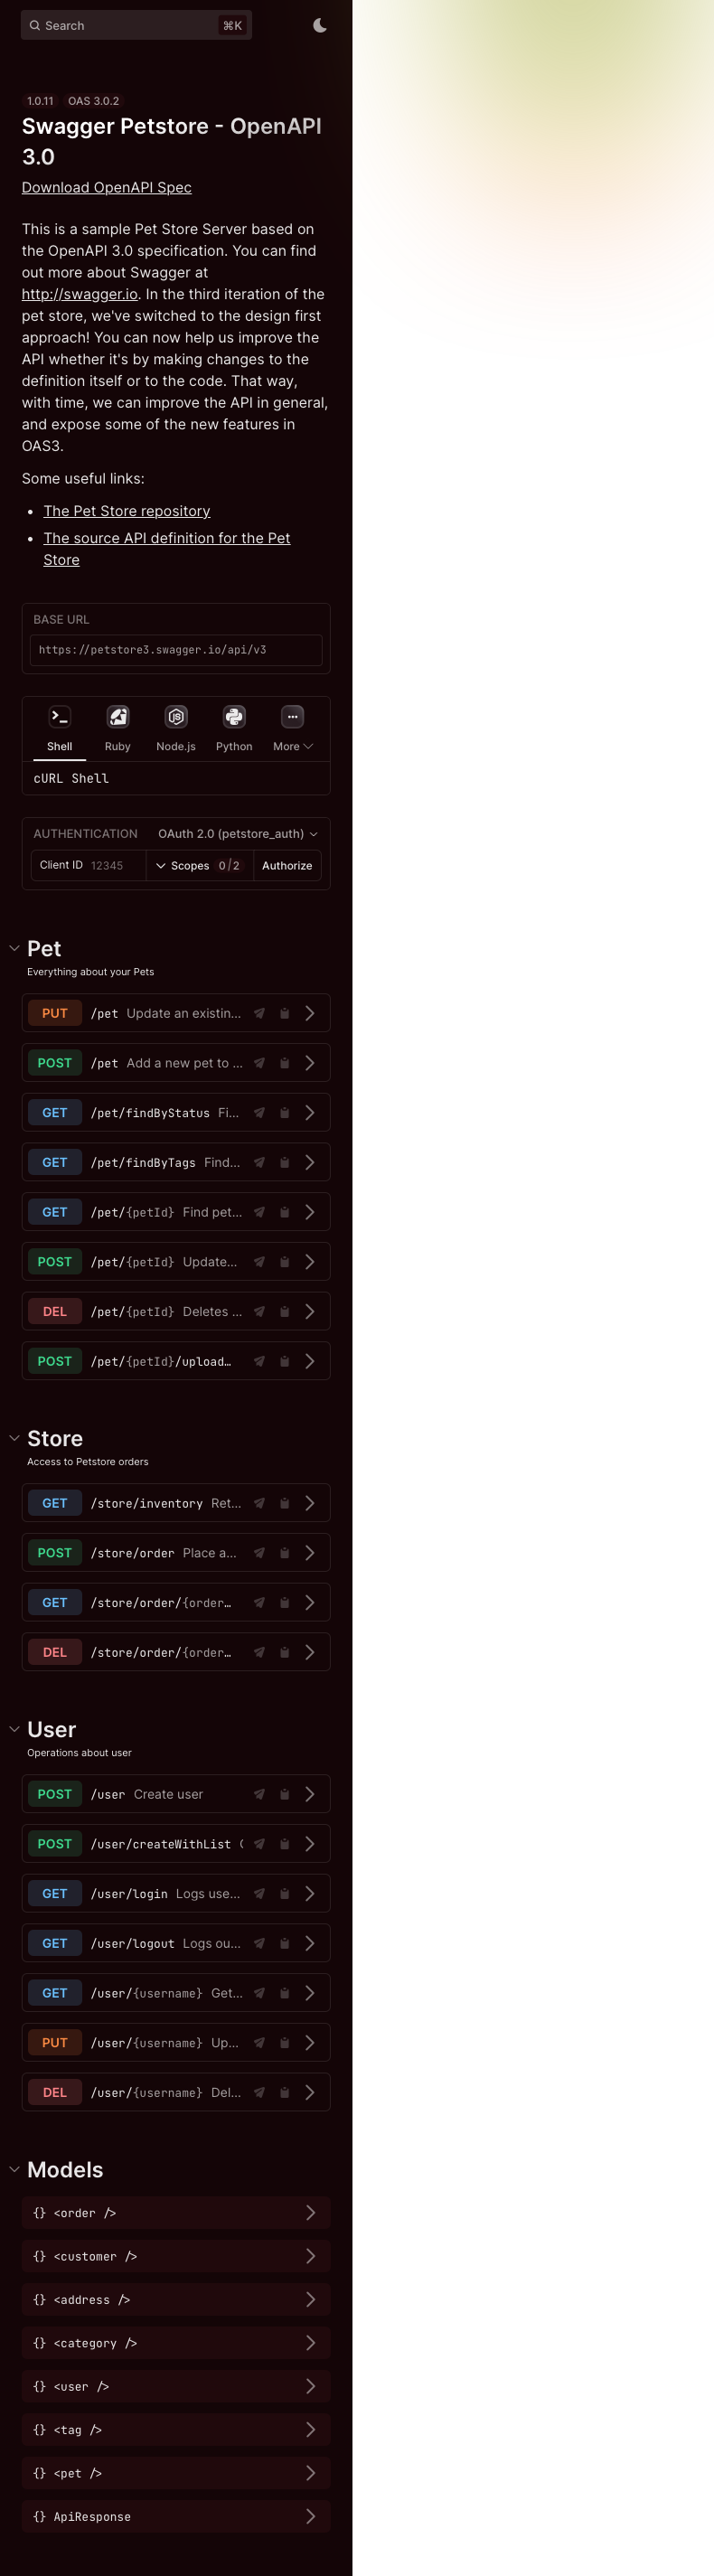 Search ⌘K
1.0.11 OAS 3.0.2
Swagger Petstore - OpenAPI
3.0
Download OpenAPI Spec
This is a sample Pet Store Server based on
the OpenAPI 3.0 specification. You can find
out more about Swagger at
http://swagger.io. In the third iteration of the
pet store, we've switched to the design first
approach! You can now help us improve the
API whether it's by making changes to the
definition itself or to the code. That way,
with time, we can improve the API in general,
and expose some of the new features in
OAS3.
Some useful links:
• The Pet Store repository
• The source API definition for the Pet
Store
BASE URL
https://petstore3.swagger.io/api/v3
Shell Ruby Node.js Python More
cURL Shell
AUTHENTICATION OAuth 2.0 (petstore_auth)
Client ID 12345 Scopes 0/2 Authorize
Pet
Everything about your Pets
PUT /pet Update an existin...
POST /pet Add a new pet to ...
GET /pet/findByStatus Fi...
GET /pet/findByTags Find...
GET /pet/{petId} Find pet...
POST /pet/{petId} Update...
DEL /pet/{petId} Deletes ...
POST /pet/{petId}/upload…
Store
Access to Petstore orders
GET /store/inventory Ret...
POST /store/order Place a...
GET /store/order/{order…
DEL /store/order/{order…
User
Operations about user
POST /user Create user
POST /user/createWithList
GET /user/login Logs use...
GET /user/logout Logs ou...
GET /user/{username} Get...
PUT /user/{username} Up...
DEL /user/{username} Del...
Models
{} <order />
{} <customer />
{} <address />
{} <category />
{} <user />
{} <tag />
{} <pet />
{} ApiResponse